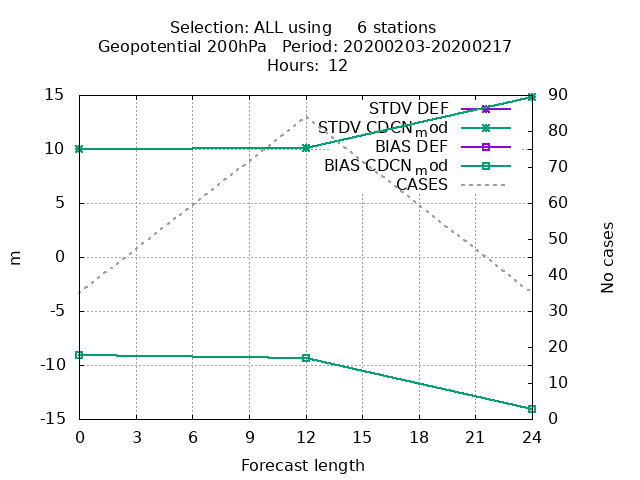 Selection: ALL using 6 stations
Geopotential 200hPa Period: 20200203-20200217
Hours: 12
STDV DEF
STDV CDCN_mod
BIAS DEF
BIAS CDCN_mod
CASES
15
10
5
0
-5
-10
-15
m
90
80
70
60
50
40
30
20
10
0
No cases
0 3 6 9 12 15 18 21 24
Forecast length